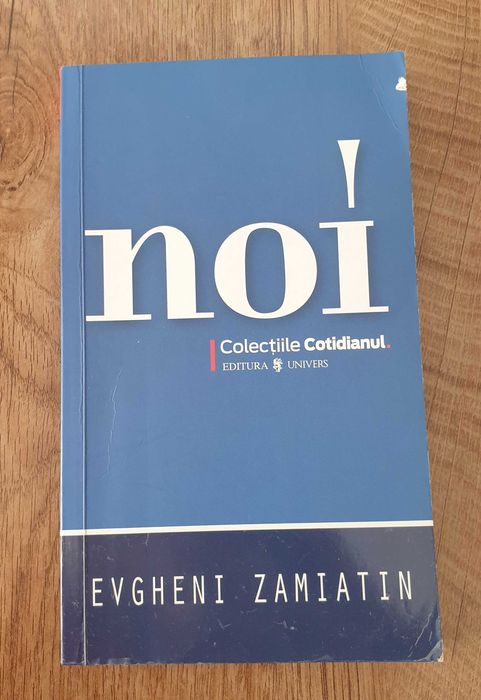 noi
Colecțiile Cotidianul.
EDITURA UNIVERS
EVGHENI ZAMIATIN